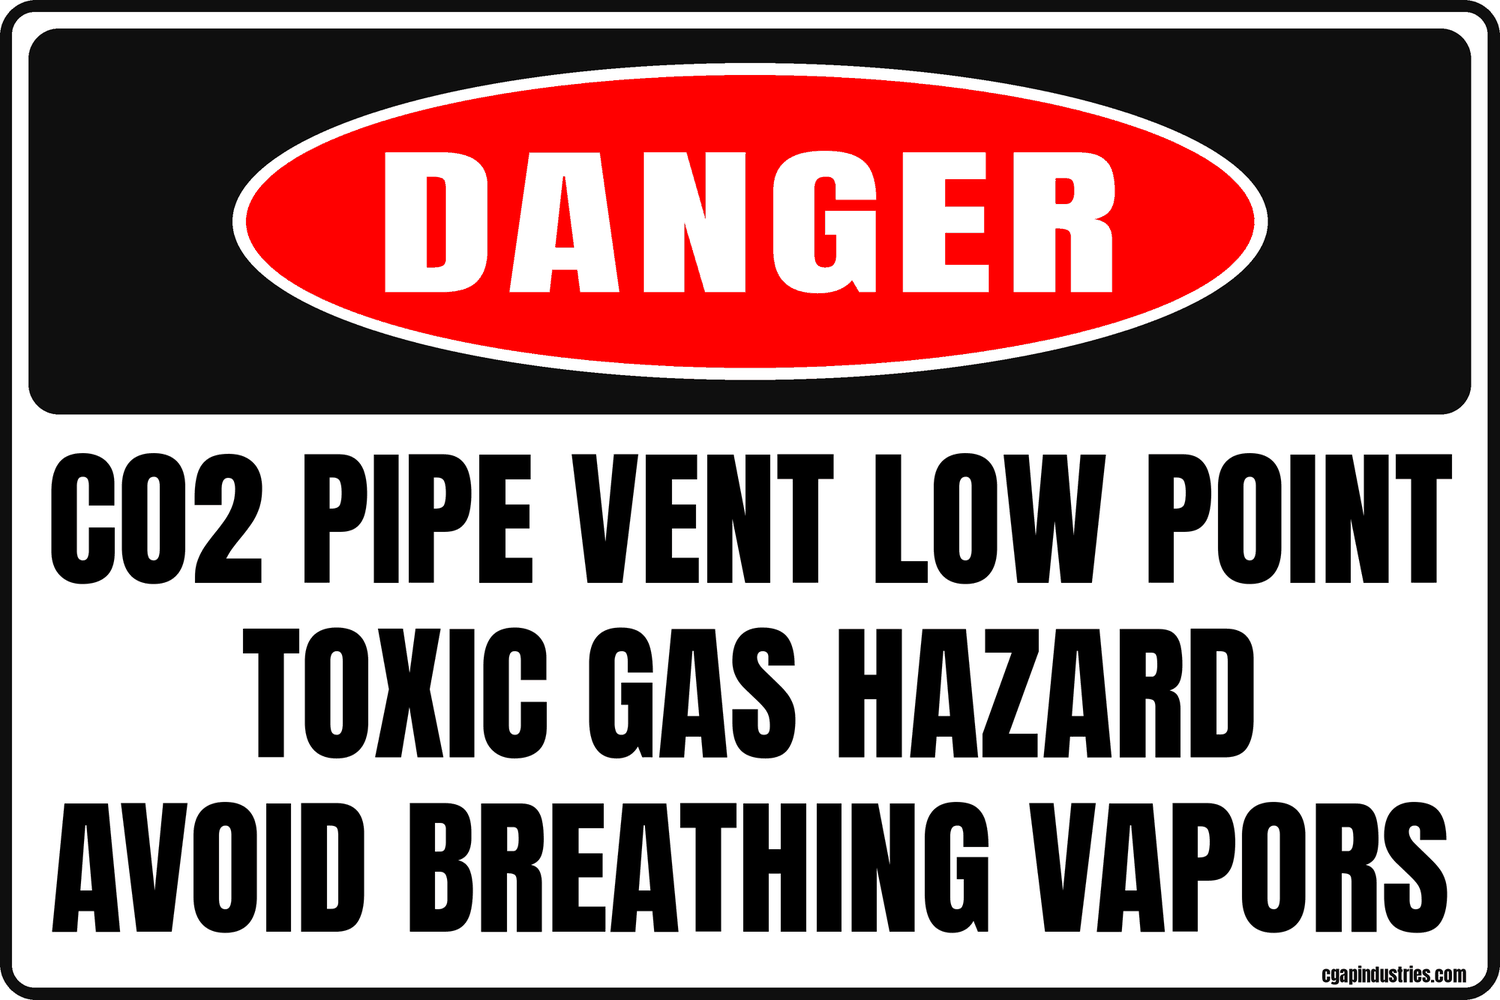 DANGER
CO2 PIPE VENT LOW POINT
TOXIC GAS HAZARD
AVOID BREATHING VAPORS
cgapindustries.com